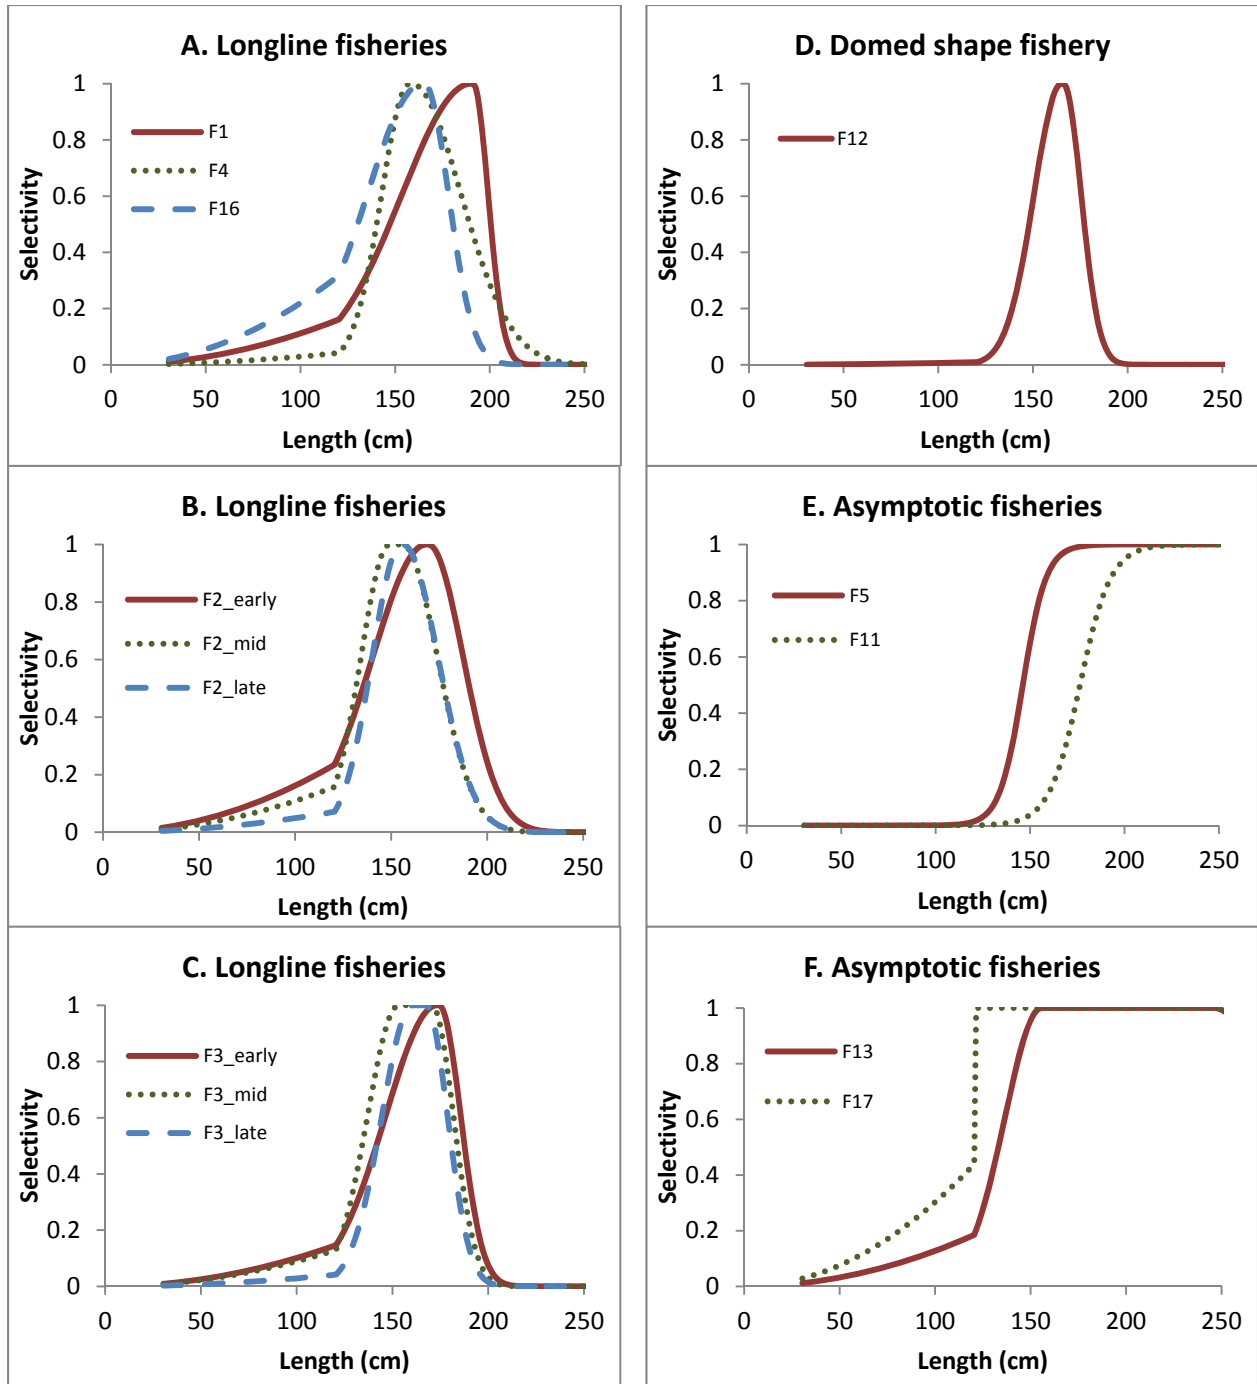 A. Longline fisheries
1
0.8
0.6
0.4
0.2
0
Selectivity
F1
F4
F16
0 50 100 150 200 250
Length (cm)
D. Domed shape fishery
1
0.8
0.6
0.4
0.2
0
Selectivity
F12
0 50 100 150 200 250
Length (cm)
B. Longline fisheries
1
0.8
0.6
0.4
0.2
0
Selectivity
F2_early
F2_mid
F2_late
0 50 100 150 200 250
Length (cm)
E. Asymptotic fisheries
1
0.8
0.6
0.4
0.2
0
Selectivity
F5
F11
0 50 100 150 200 250
Length (cm)
C. Longline fisheries
1
0.8
0.6
0.4
0.2
0
Selectivity
F3_early
F3_mid
F3_late
0 50 100 150 200 250
Length (cm)
F. Asymptotic fisheries
1
0.8
0.6
0.4
0.2
0
Selectivity
F13
F17
0 50 100 150 200 250
Length (cm)